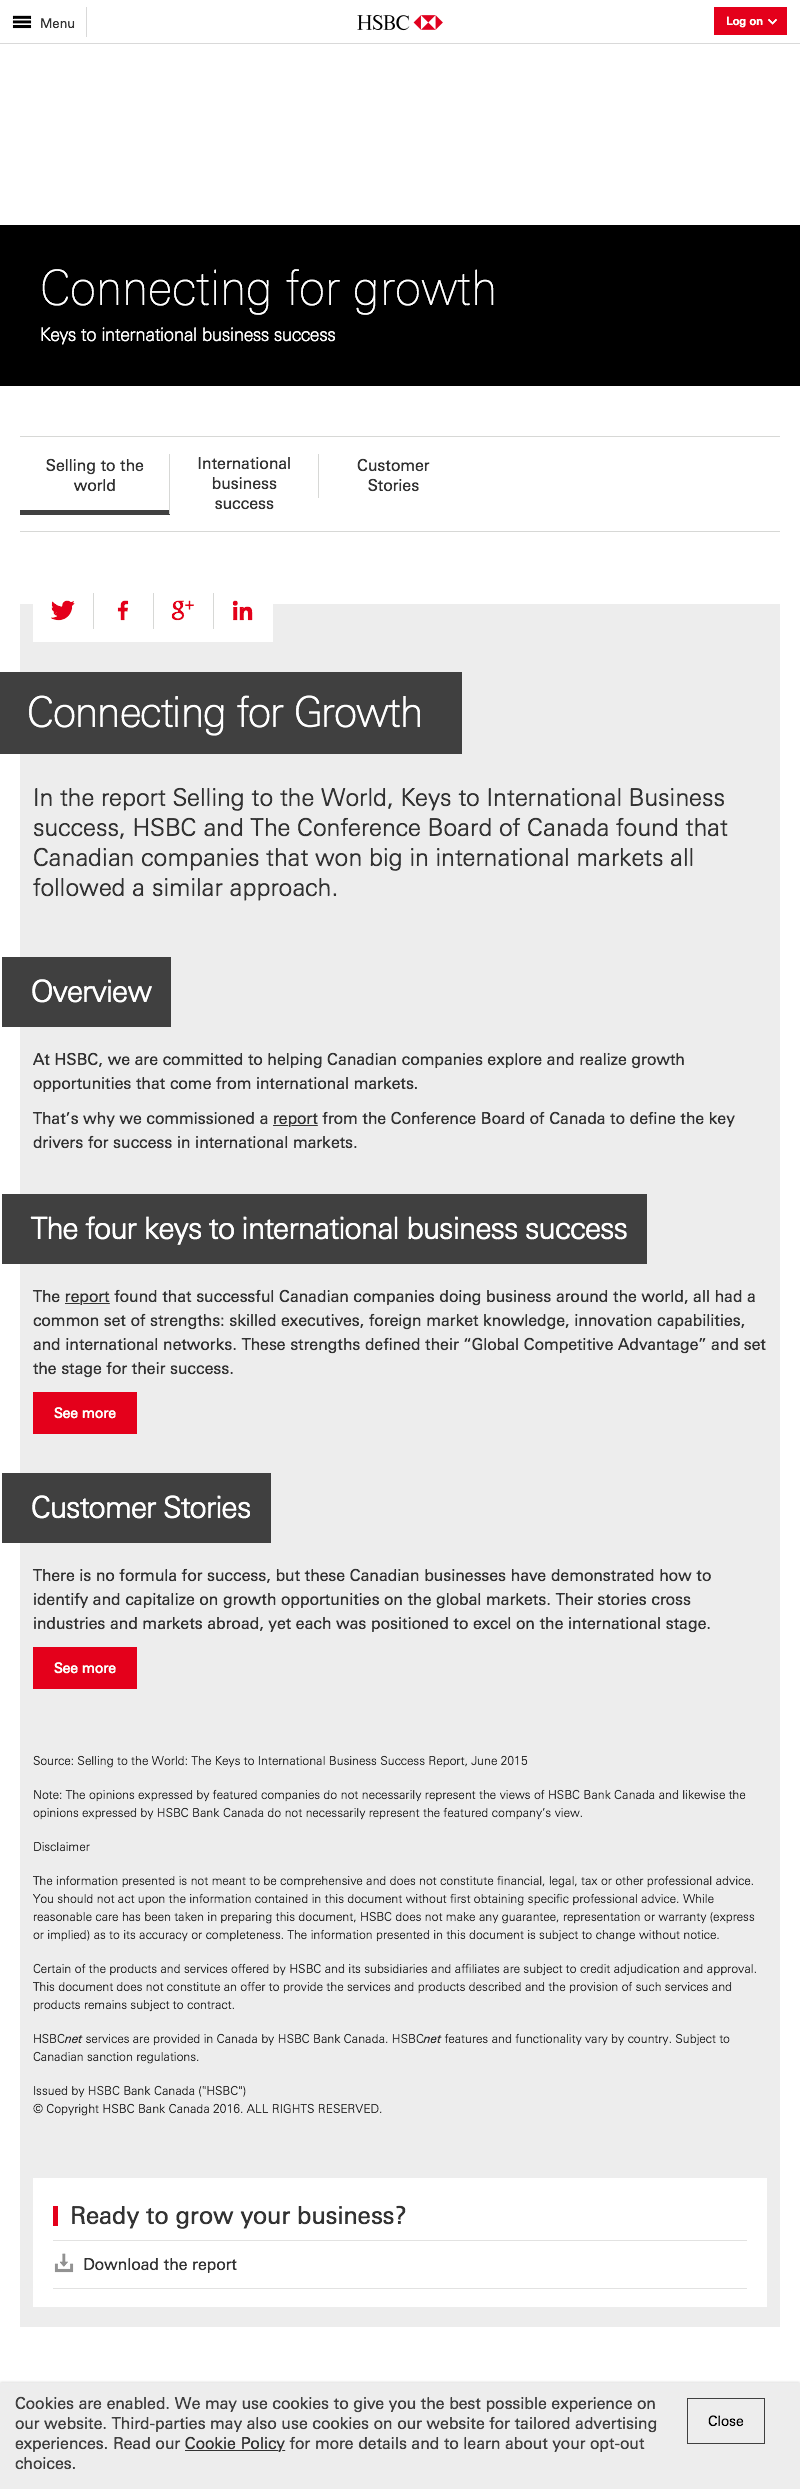 Menu
HSBC
Log on
Connecting for growth
Keys to international business success
Selling to the
world
International
business
success
Customer
Stories
Connecting for Growth
In the report Selling to the World, Keys to International Business
success, HSBC and The Conference Board of Canada found that
Canadian companies that won big in international markets all
followed a similar approach.
Overview
At HSBC, we are committed to helping Canadian companies explore and realize growth
opportunities that come from international markets.
That’s why we commissioned a report from the Conference Board of Canada to define the key
drivers for success in international markets.
The four keys to international business success
The report found that successful Canadian companies doing business around the world, all had a
common set of strengths: skilled executives, foreign market knowledge, innovation capabilities,
and international networks. These strengths defined their “Global Competitive Advantage” and set
the stage for their success.
See more
Customer Stories
There is no formula for success, but these Canadian businesses have demonstrated how to
identify and capitalize on growth opportunities on the global markets. Their stories cross
industries and markets abroad, yet each was positioned to excel on the international stage.
See more
Source: Selling to the World: The Keys to International Business Success Report, June 2015
Note: The opinions expressed by featured companies do not necessarily represent the views of HSBC Bank Canada and likewise the
opinions expressed by HSBC Bank Canada do not necessarily represent the featured company’s view.
Disclaimer
The information presented is not meant to be comprehensive and does not constitute financial, legal, tax or other professional advice.
You should not act upon the information contained in this document without first obtaining specific professional advice. While
reasonable care has been taken in preparing this document, HSBC does not make any guarantee, representation or warranty (express
or implied) as to its accuracy or completeness. The information presented in this document is subject to change without notice.
Certain of the products and services offered by HSBC and its subsidiaries and affiliates are subject to credit adjudication and approval.
This document does not constitute an offer to provide the services and products described and the provision of such services and
products remains subject to contract.
HSBCnet services are provided in Canada by HSBC Bank Canada. HSBCnet features and functionality vary by country. Subject to
Canadian sanction regulations.
Issued by HSBC Bank Canada ("HSBC")
© Copyright HSBC Bank Canada 2016. ALL RIGHTS RESERVED.
Ready to grow your business?
Download the report
Cookies are enabled. We may use cookies to give you the best possible experience on
our website. Third-parties may also use cookies on our website for tailored advertising
experiences. Read our Cookie Policy for more details and to learn about your opt-out
choices.
Close